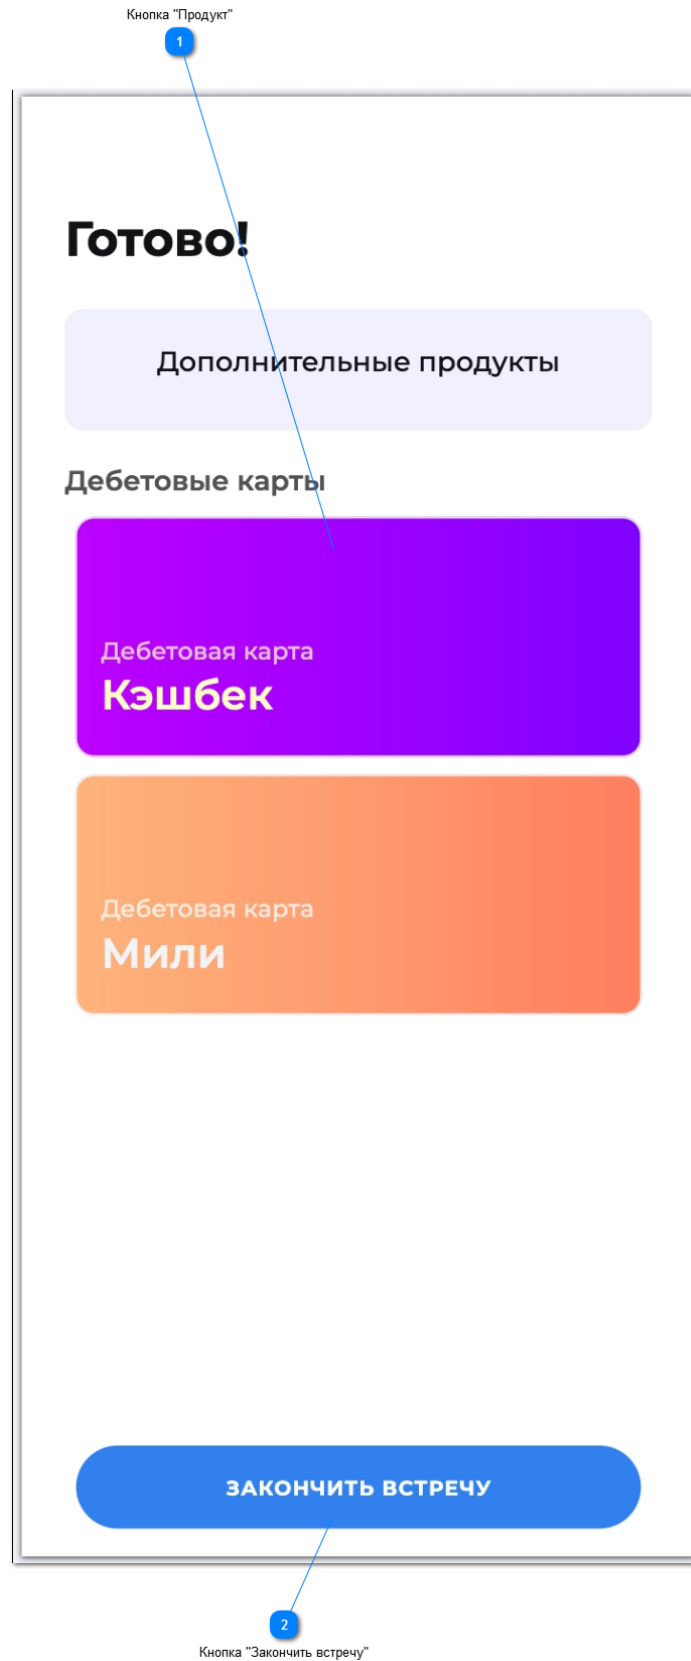 Кнопка "Продукт"
1
Готово!
Дополнительные продукты
Дебетовые карты
Дебетовая карта
Кэшбек
Дебетовая карта
Мили
ЗАКОНЧИТЬ ВСТРЕЧУ
2
Кнопка "Закончить встречу"